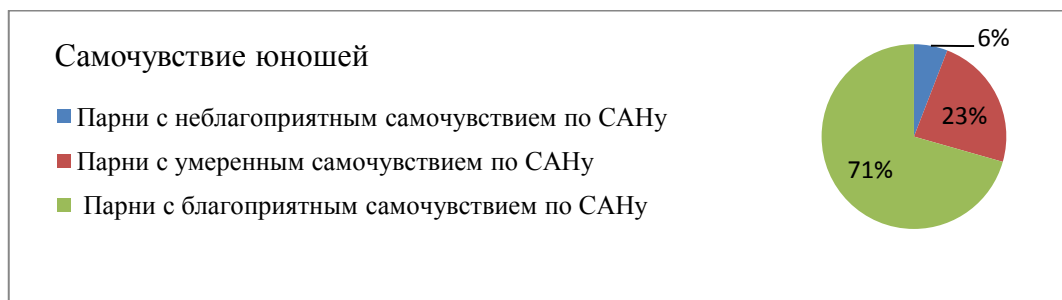 Самочувствие юношей
Парни с неблагоприятным самочувствием по САНу
Парни с умеренным самочувствием по САНу
Парни с благоприятным самочувствием по САНу
6%
23%
71%